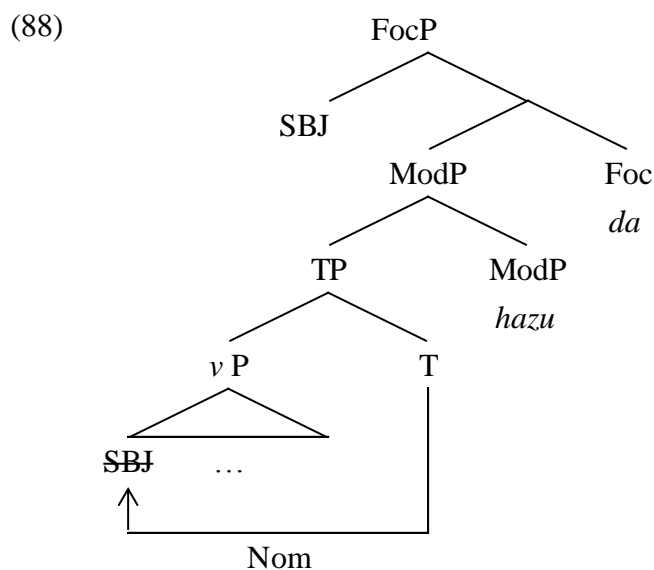 (88)
FocP
SBJ
ModP Foc
da
TP ModP
hazu
v P T
SBJ …
Nom